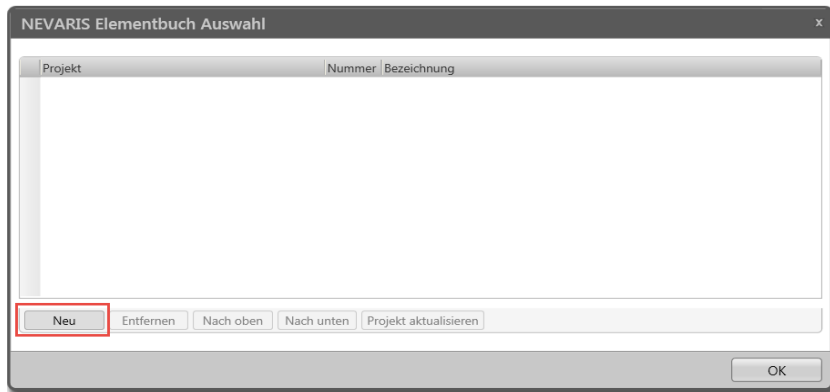 NEVARIS Elementbuch Auswahl x
Projekt Nummer Bezeichnung
Neu Entfernen Nach oben Nach unten Projekt aktualisieren
OK